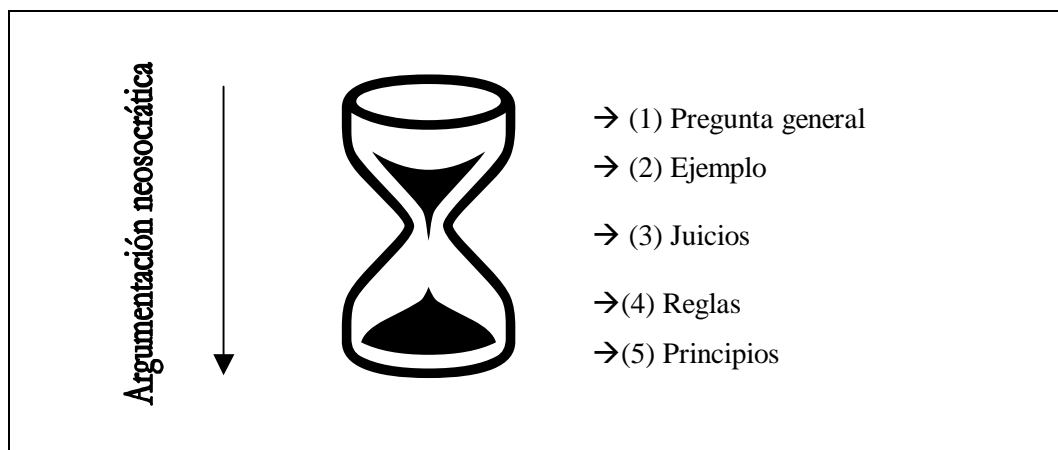 Argumentación neosocrática
→ (1) Pregunta general
→ (2) Ejemplo
→ (3) Juicios
→(4) Reglas
→(5) Principios